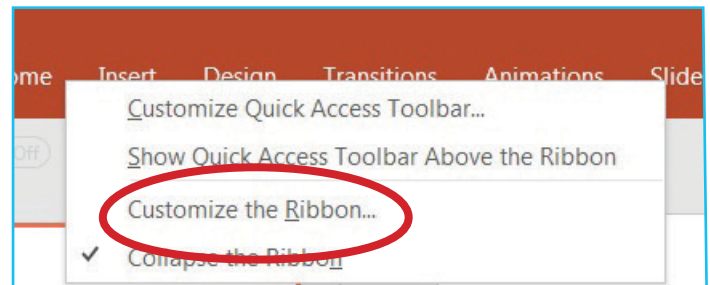 ome Insert Design Transitions Animations Slide
Off
Customize Quick Access Toolbar...
Show Quick Access Toolbar Above the Ribbon
Customize the Ribbon...
✓ Collapse the Ribbon